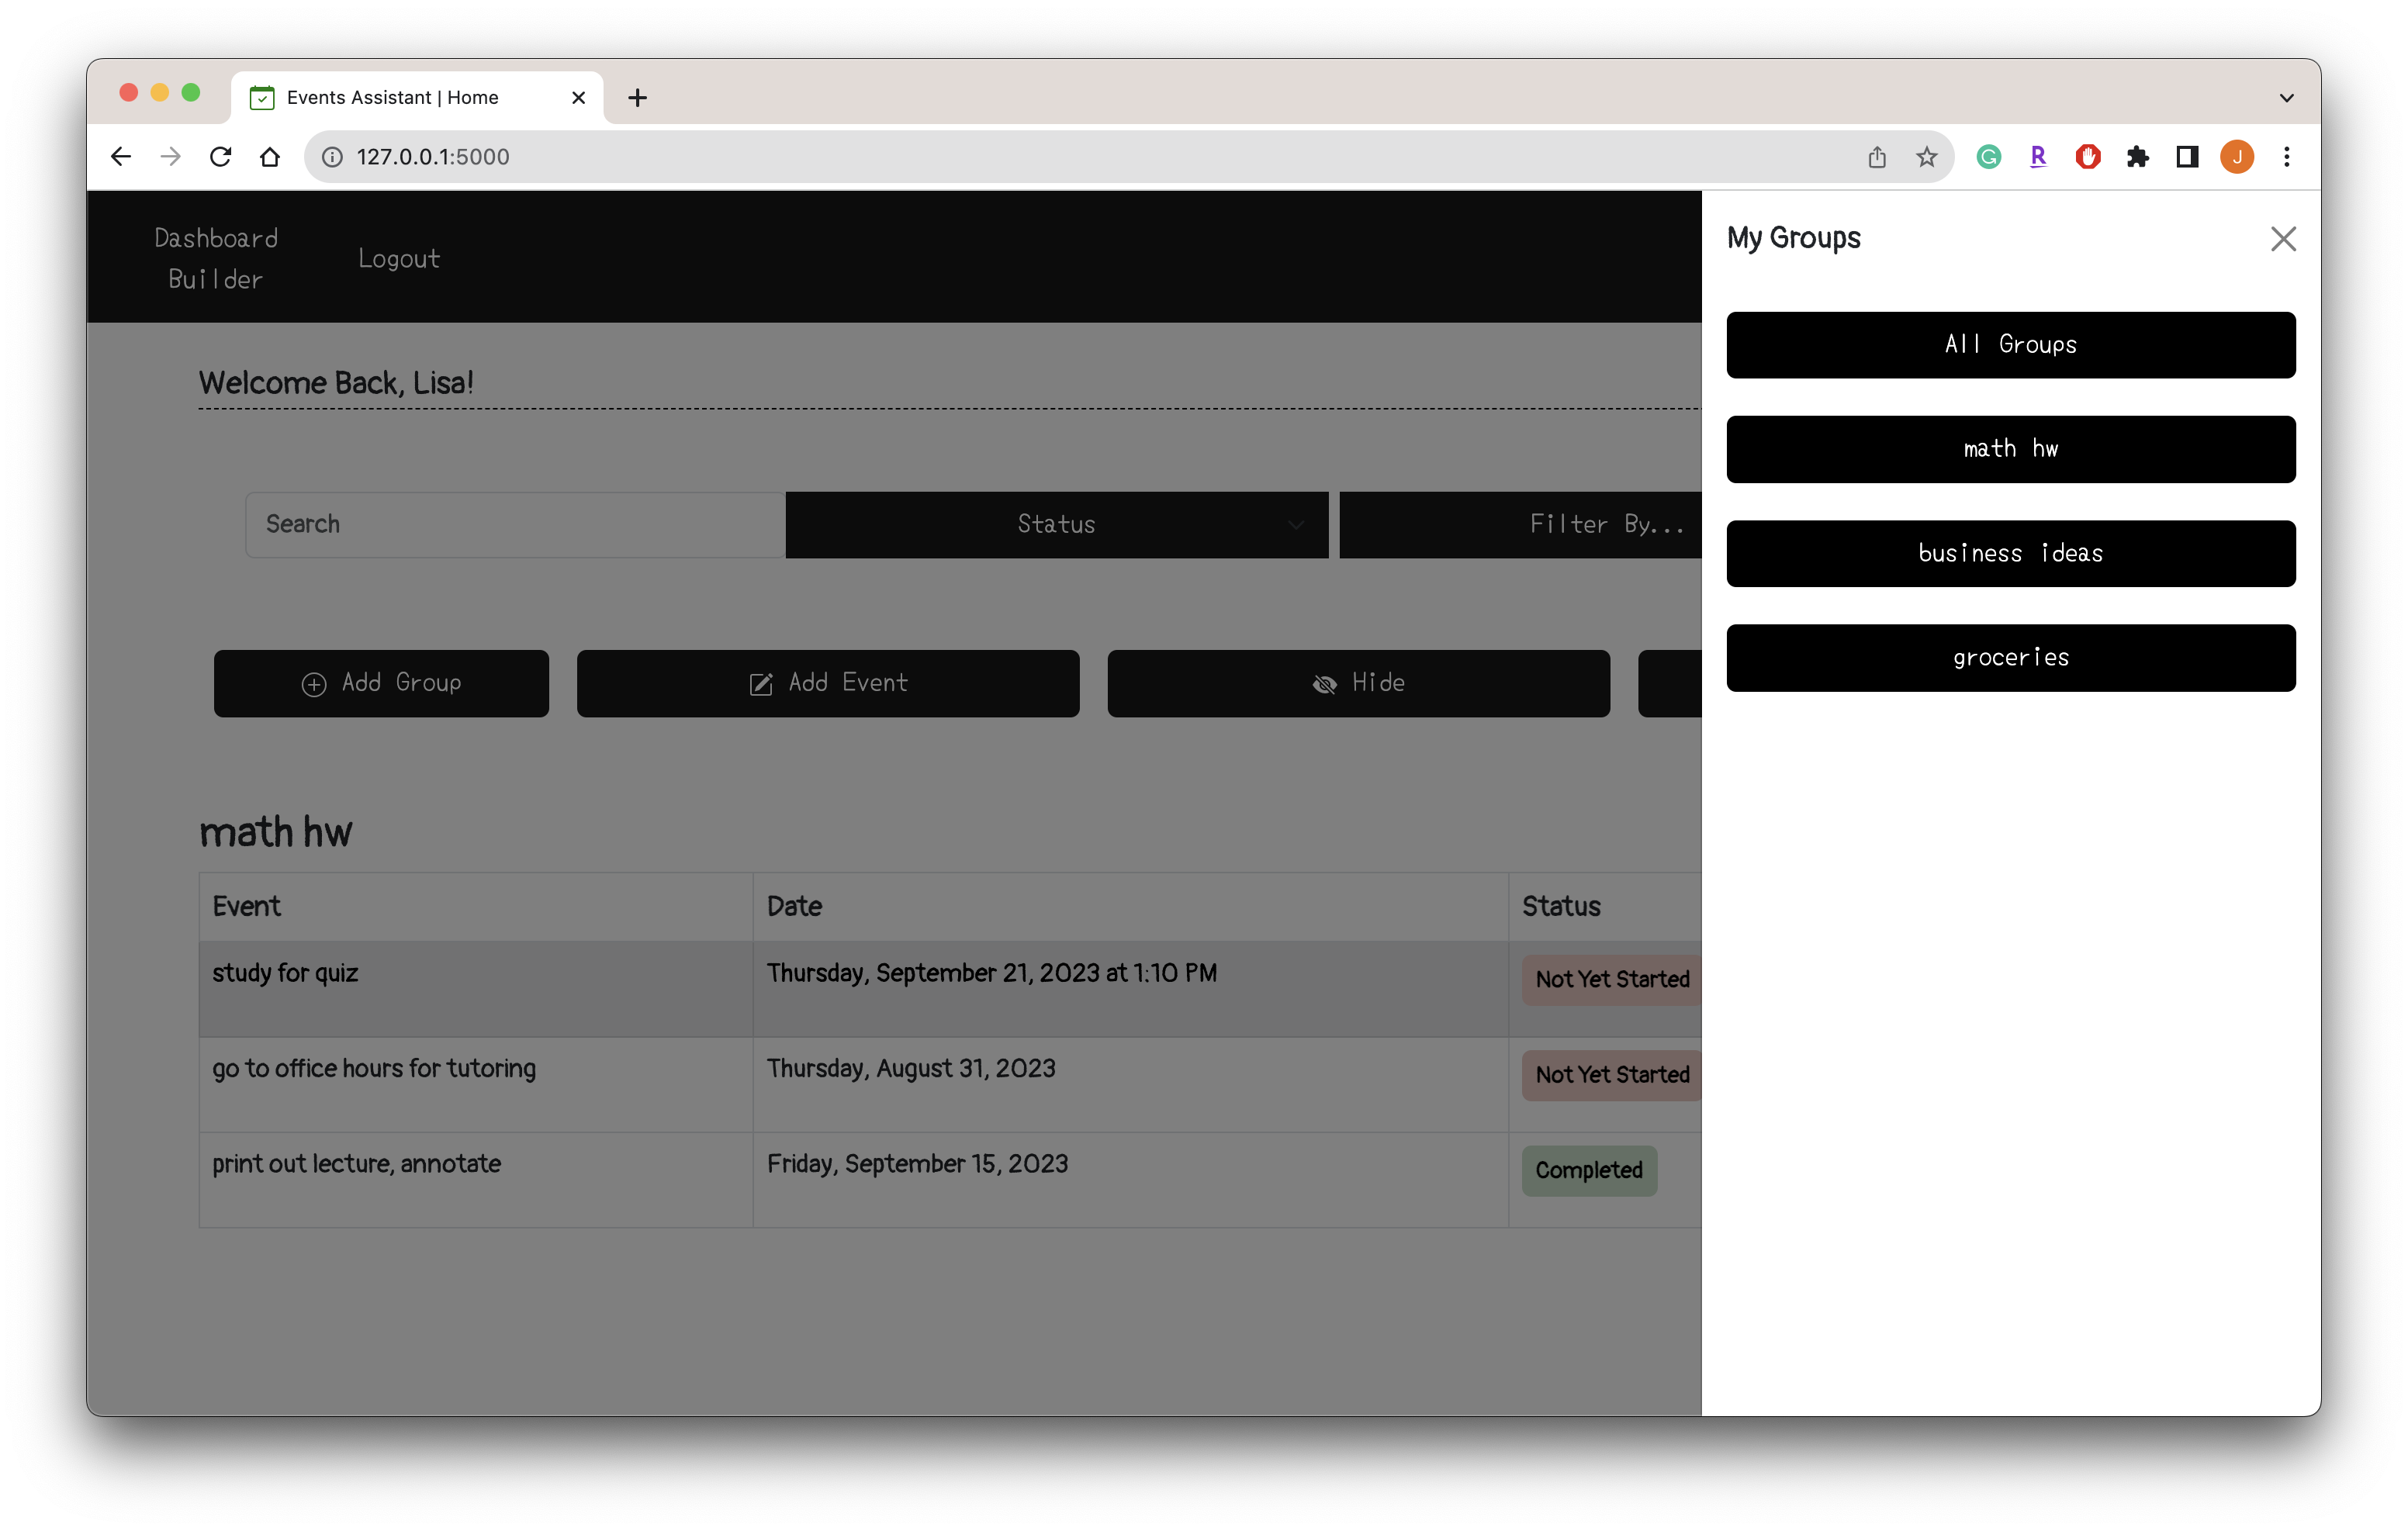 Events Assistant | Home
127.0.0.1:5000
R
J
Dashboard
Builder
Logout
My Groups
All Groups
math hw
business ideas
groceries
Welcome Back, Lisa!
Search
Status
Filter By...
Add Group
Add Event
Hide
math hw
Event Date Status
study for quiz Thursday, September 21, 2023 at 1:10 PM Not Yet Started
go to office hours for tutoring Thursday, August 31, 2023 Not Yet Started
print out lecture, annotate Friday, September 15, 2023 Completed